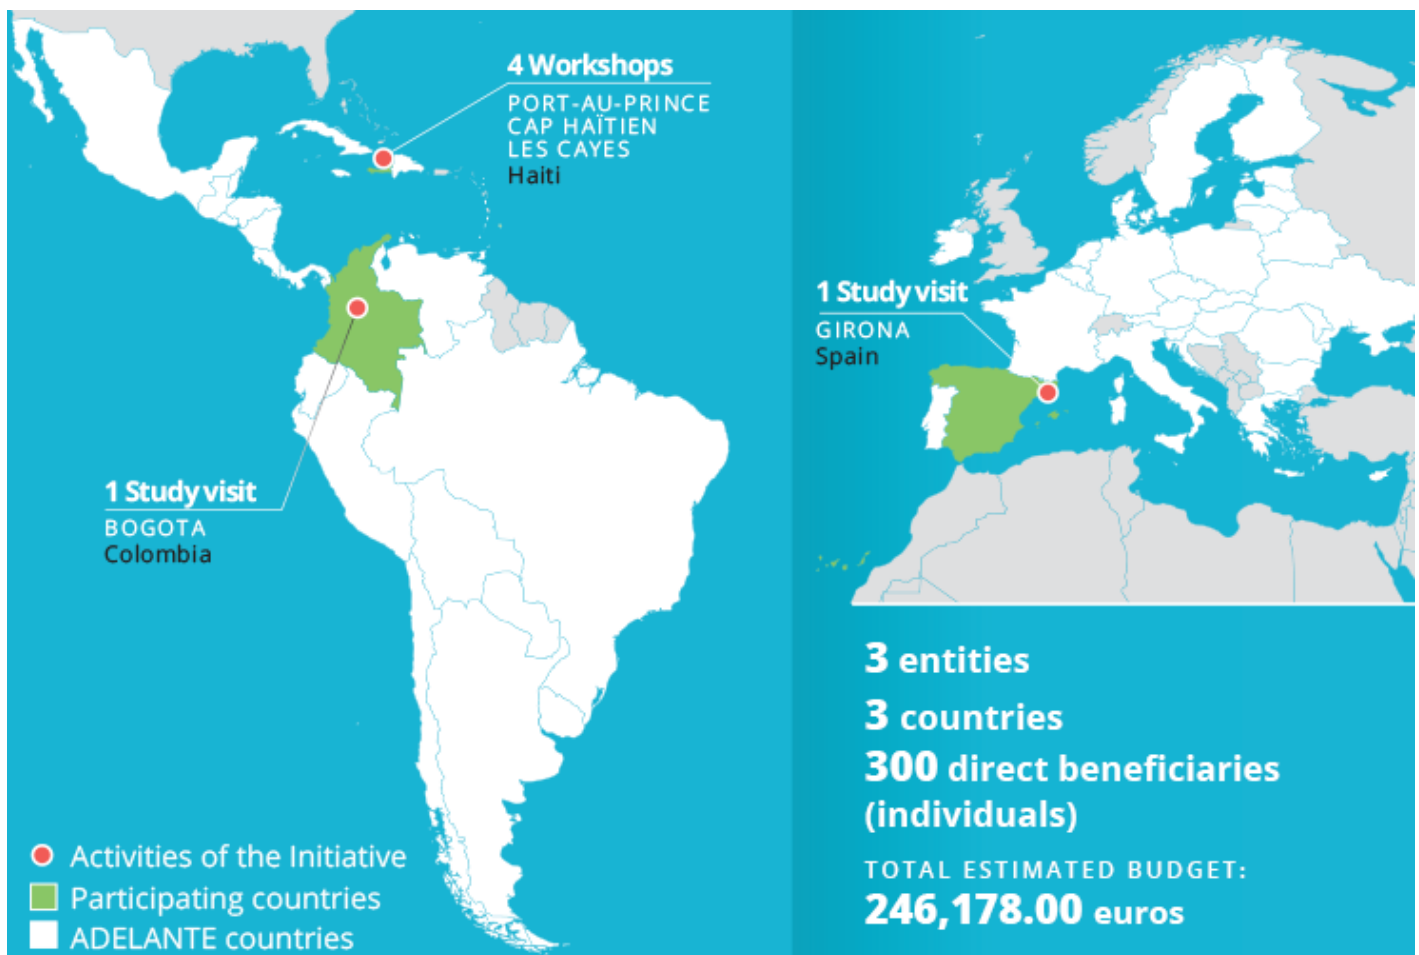 4 Workshops
PORT-AU-PRINCE
CAP HAÏTIEN
LES CAYES
Haiti
1 Study visit
GIRONA
Spain
1 Study visit
BOGOTA
Colombia
3 entities
3 countries
300 direct beneficiaries
(individuals)
TOTAL ESTIMATED BUDGET:
246,178.00 euros
Activities of the Initiative
Participating countries
ADELANTE countries